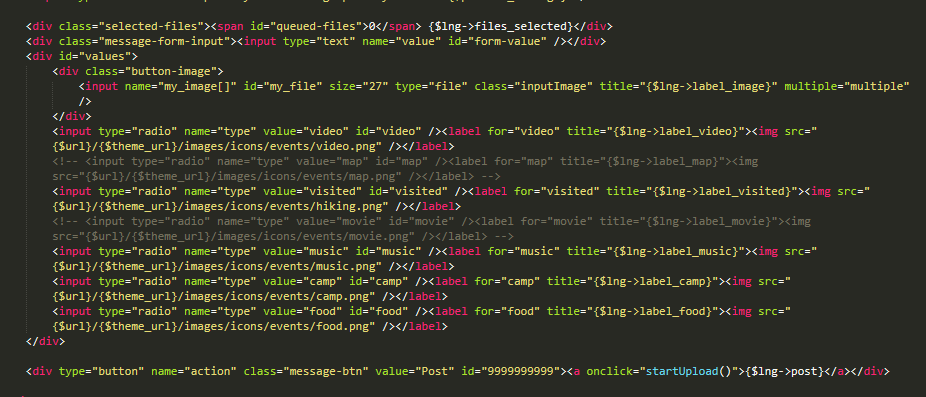 <div class="selected-files"><span id="queued-files">0</span> {$lng->files_selected}</div>
<div class="message-form-input"><input type="text" name="value" id="form-value" /></div>
<div id="values">
<div class="button-image">
<input name="my_image[]" id="my_file" size="27" type="file" class="inputImage" title="{$lng->label_image}" multiple="multiple"
/>
</div>
<input type="radio" name="type" value="video" id="video" /><label for="video" title="{$lng->label_video}"><img src="
{$url}/{$theme_url}/images/icons/events/video.png" /></label>
<!-- <input type="radio" name="type" value="map" id="map" /><label for="map" title="{$lng->label_map}"><img
src="{$url}/{$theme_url}/images/icons/events/map.png" /></label> -->
<input type="radio" name="type" value="visited" id="visited" /><label for="visited" title="{$lng->label_visited}"><img src="
{$url}/{$theme_url}/images/icons/events/hiking.png" /></label>
<!-- <input type="radio" name="type" value="movie" id="movie" /><label for="movie" title="{$lng->label_movie}"><img
src="{$url}/{$theme_url}/images/icons/events/movie.png" /></label> -->
<input type="radio" name="type" value="music" id="music" /><label for="music" title="{$lng->label_music}"><img src="
{$url}/{$theme_url}/images/icons/events/music.png" /></label>
<input type="radio" name="type" value="camp" id="camp" /><label for="camp" title="{$lng->label_camp}"><img src="
{$url}/{$theme_url}/images/icons/events/camp.png" /></label>
<input type="radio" name="type" value="food" id="food" /><label for="food" title="{$lng->label_food}"><img src="
{$url}/{$theme_url}/images/icons/events/food.png" /></label>
</div>
<div type="button" name="action" class="message-btn" value="Post" id="9999999999"><a onclick="startUpload()">{$lng->post}</a></div>